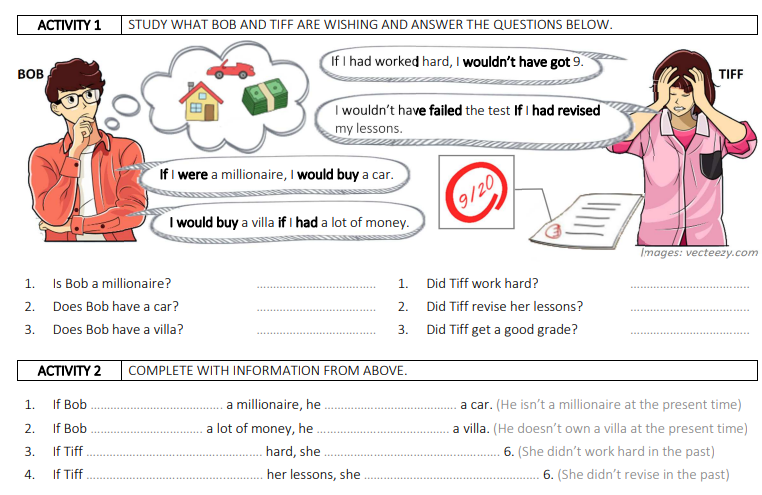 ACTIVITY 1 STUDY WHAT BOB AND TIFF ARE WISHING AND ANSWER THE QUESTIONS BELOW.
BOB
TIFF
If I had worked hard, I wouldn't have got 9.
I wouldn't have failed the test If I had revised
my lessons.
If I were a millionaire, I would buy a car.
I would buy a villa if I had a lot of money.
9/20
Images: vecteezy.com
1. Is Bob a millionaire? ..................................
2. Does Bob have a car? ..................................
3. Does Bob have a villa? ..................................
1. Did Tiff work hard? ..................................
2. Did Tiff revise her lessons? ..................................
3. Did Tiff get a good grade? ..................................
ACTIVITY 2 COMPLETE WITH INFORMATION FROM ABOVE.
1. If Bob ...................................... a millionaire, he ...................................... a car. (He isn't a millionaire at the present time)
2. If Bob ................................ a lot of money, he ...................................... a villa. (He doesn't own a villa at the present time)
3. If Tiff .................................................. hard, she .................................................. 6. (She didn't work hard in the past)
4. If Tiff .................................................. her lessons, she .................................................. 6. (She didn't revise in the past)